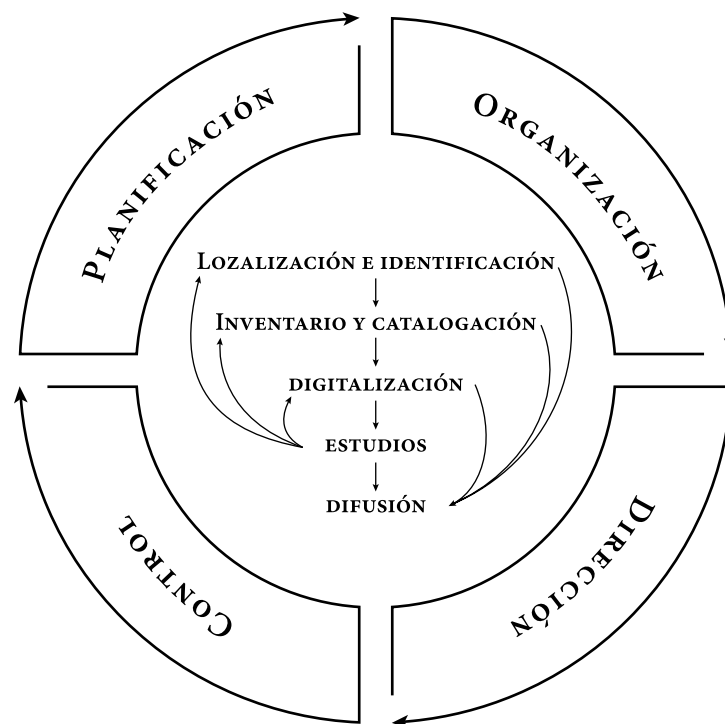 Planificación
Organización
Lozalización e identificación
Inventario y catalogación
digitalización
estudios
difusión
Control
Dirección